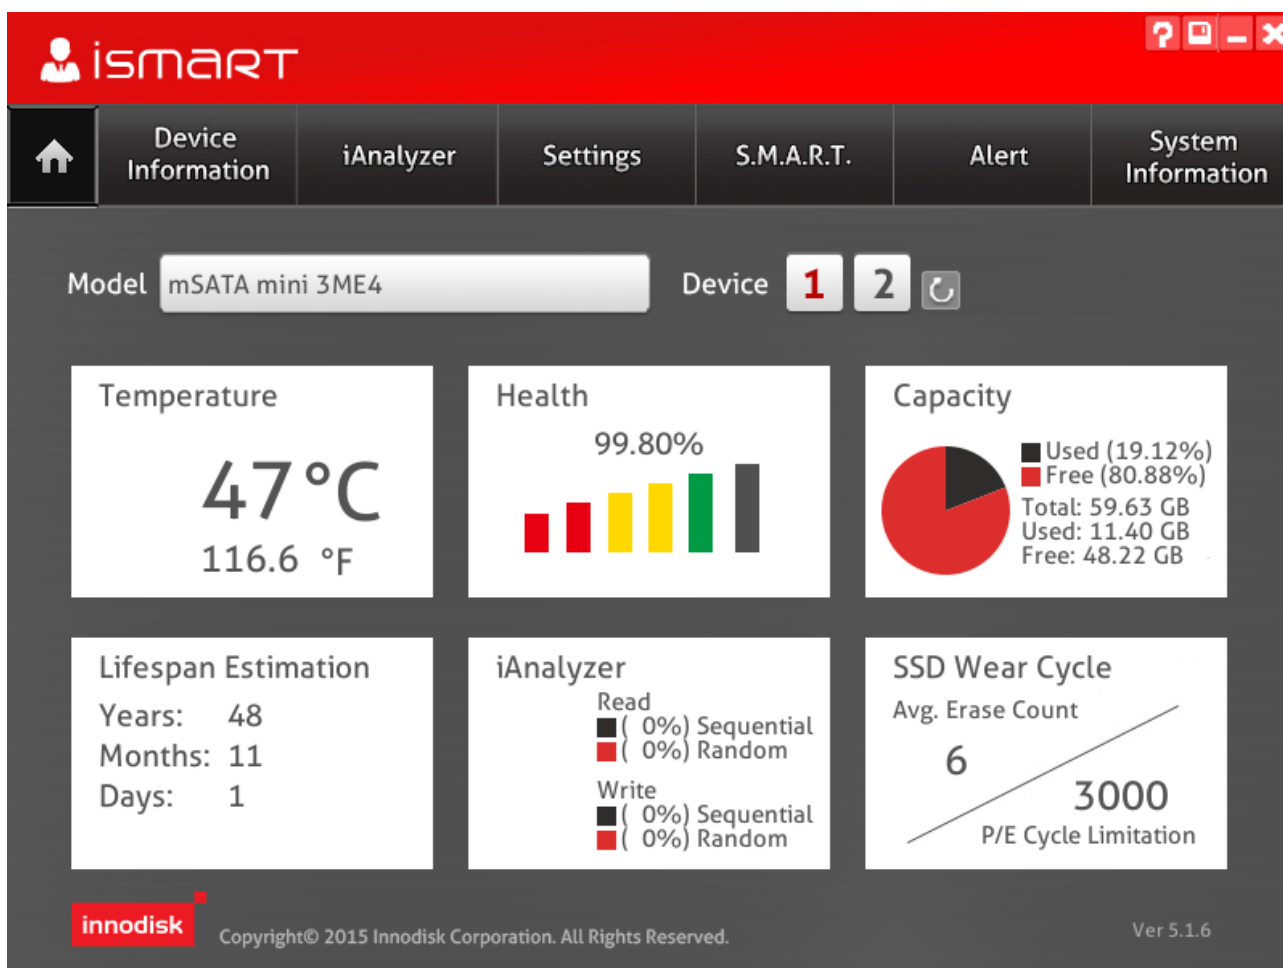 ismart
Device
Information
iAnalyzer
Settings
S.M.A.R.T.
Alert
System
Information
Model
mSATA mini 3ME4
Device
1
2
Temperature
47°C
116.6 °F
Health
99.80%
Capacity
Used (19.12%)
Free (80.88%)
Total: 59.63 GB
Used: 11.40 GB
Free: 48.22 GB
Lifespan Estimation
Years: 48
Months: 11
Days: 1
iAnalyzer
Read
( 0%) Sequential
( 0%) Random
Write
( 0%) Sequential
( 0%) Random
SSD Wear Cycle
Avg. Erase Count
6
3000
P/E Cycle Limitation
innodisk
Copyright© 2015 Innodisk Corporation. All Rights Reserved.
Ver 5.1.6